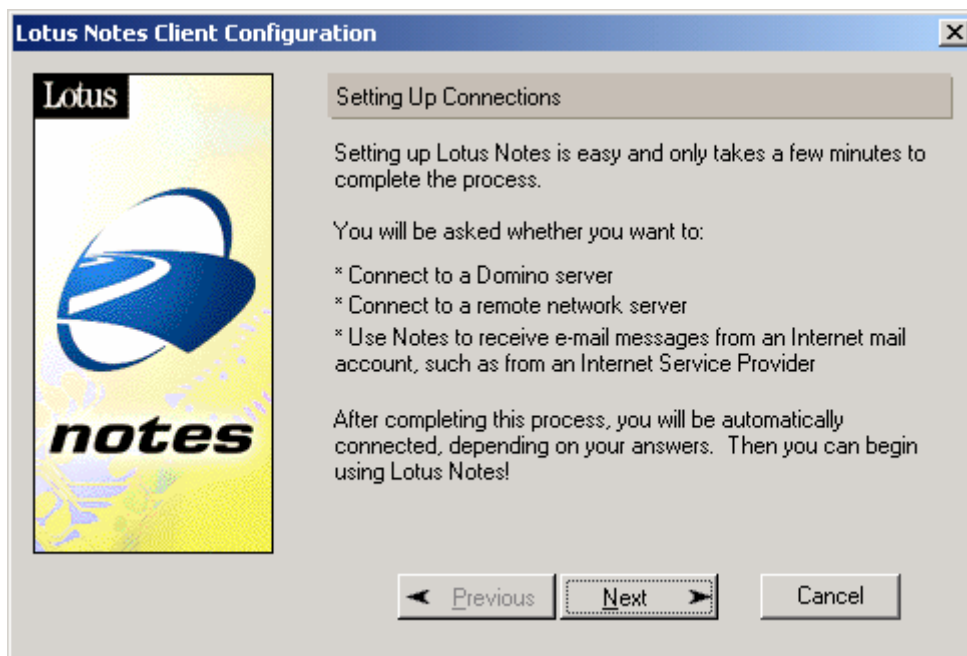 Lotus Notes Client Configuration
Lotus
notes
Setting Up Connections
Setting up Lotus Notes is easy and only takes a few minutes to
complete the process.
You will be asked whether you want to:
* Connect to a Domino server
* Connect to a remote network server
* Use Notes to receive e-mail messages from an Internet mail
account, such as from an Internet Service Provider
After completing this process, you will be automatically
connected, depending on your answers.  Then you can begin
using Lotus Notes!
Previous
Next
Cancel